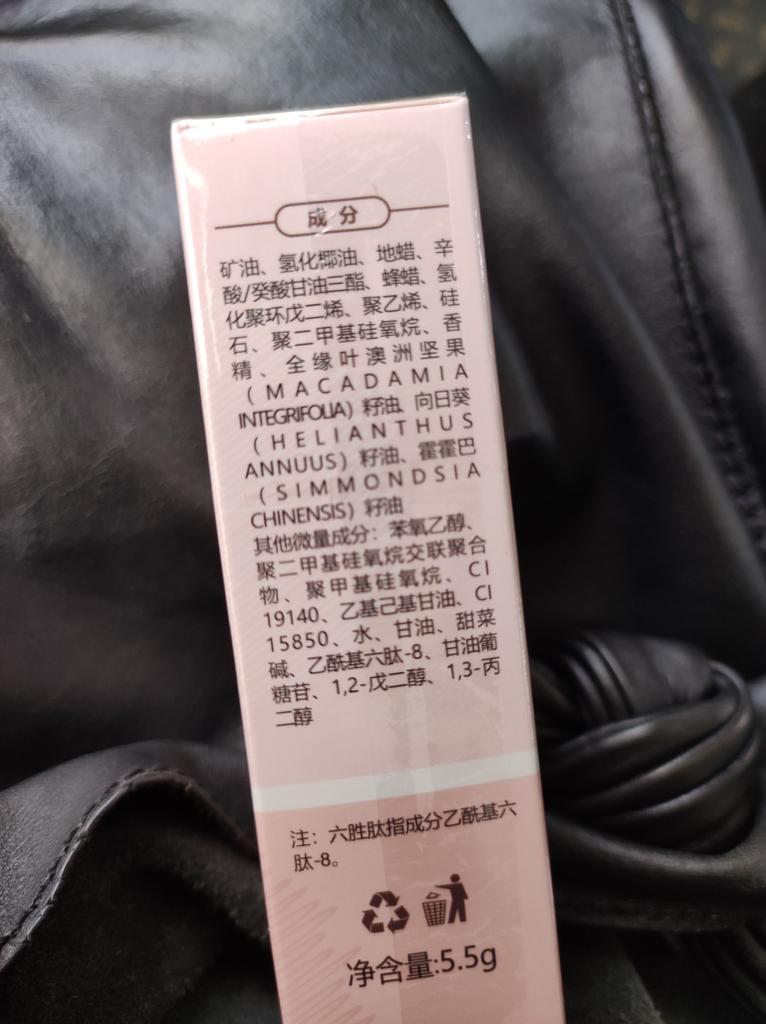 成分
矿油、氢化椰油、地蜡、辛
酸/癸酸甘油三酯、蜂蜡、氢
化聚环戊二烯、聚乙烯、硅
石、聚二甲基硅氧烷、香
精、全缘叶澳洲坚果
(MACADAMIA
INTEGRIFOLIA)籽油、向日葵
(HELIANTHUS
ANNUUS)籽油、霍霍巴
(SIMMONDSIA
CHINENSIS)籽油
其他微量成分：苯氧乙醇、
聚二甲基硅氧烷交联聚合
物、聚甲基硅氧烷、CI
19140、乙基己基甘油、CI
15850、水、甘油、甜菜
碱、乙酰基六肽-8、甘油葡
糖苷、1,2-戊二醇、1,3-丙
二醇
注：六胜肽指成分乙酰基六
肽-8。
净含量:5.5g